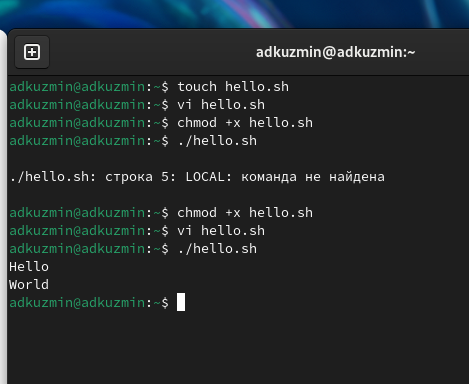 adkuzmin@adkuzmin:~
adkuzmin@adkuzmin:~$ touch hello.sh
adkuzmin@adkuzmin:~$ vi hello.sh
adkuzmin@adkuzmin:~$ chmod +x hello.sh
adkuzmin@adkuzmin:~$ ./hello.sh
./hello.sh: строка 5: LOCAL: команда не найдена
adkuzmin@adkuzmin:~$ chmod +x hello.sh
adkuzmin@adkuzmin:~$ vi hello.sh
adkuzmin@adkuzmin:~$ ./hello.sh
Hello
World
adkuzmin@adkuzmin:~$